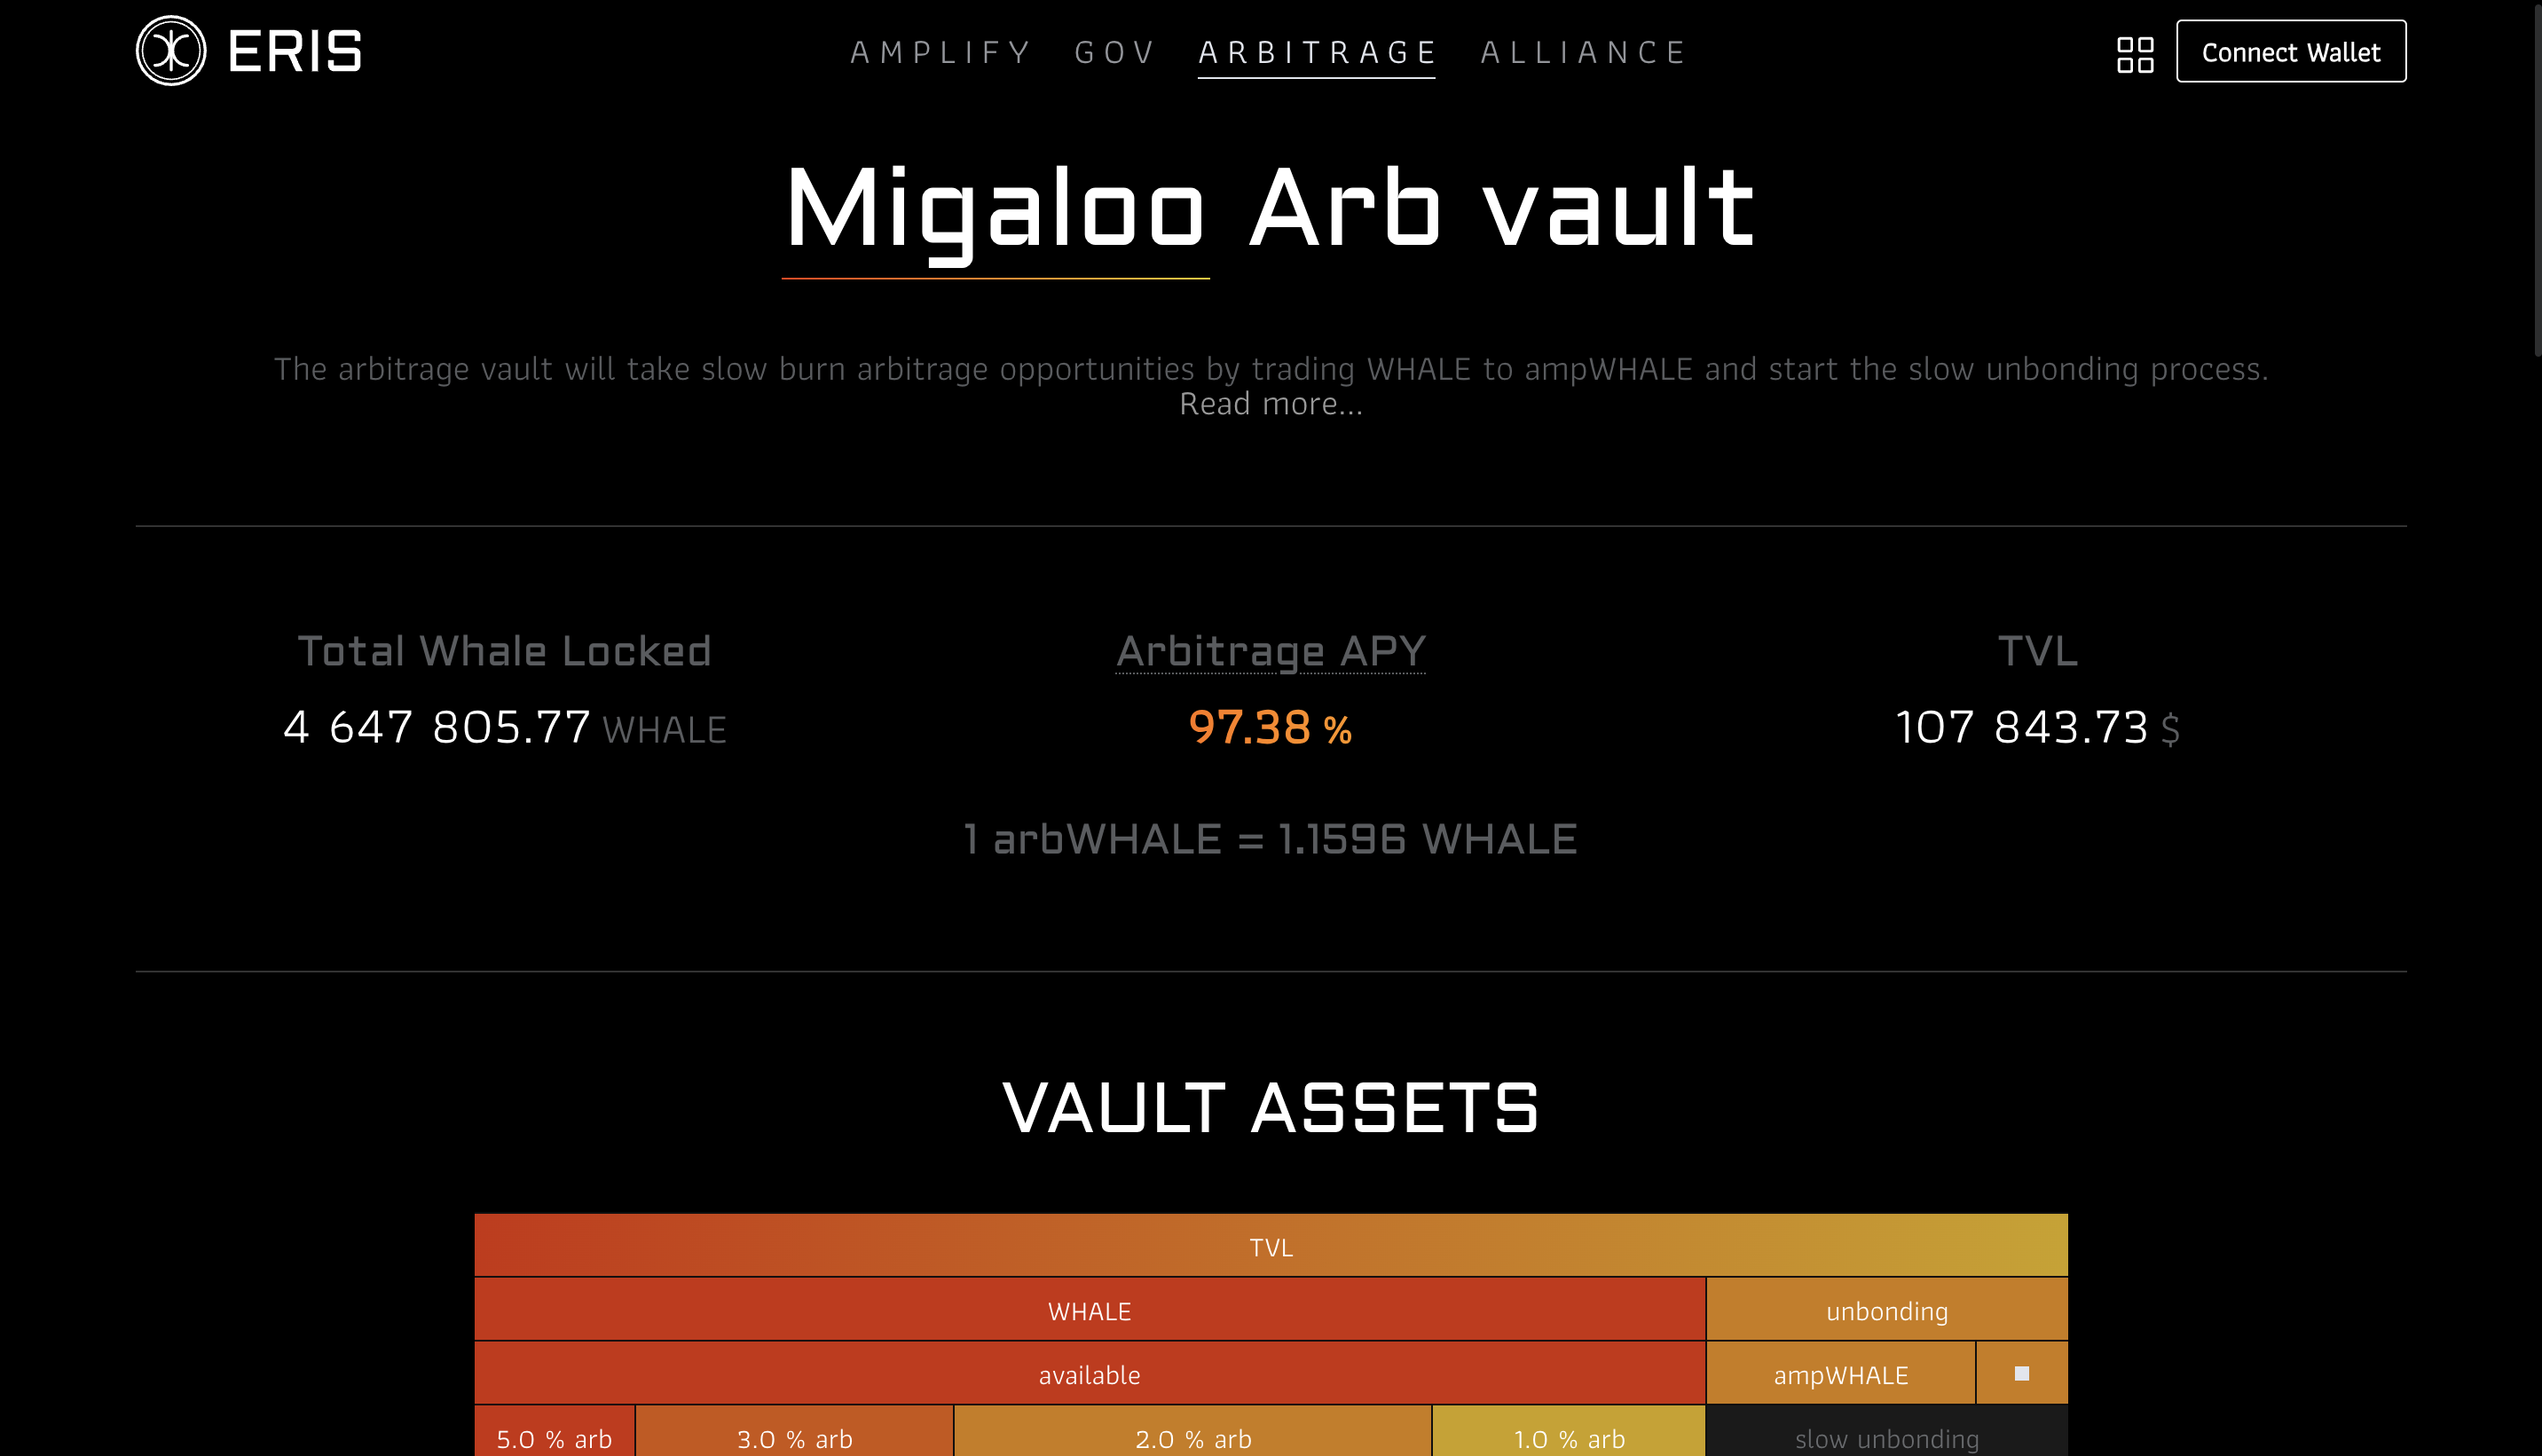 ERIS
AMPLIFY GOV ARBITRAGE ALLIANCE
Connect Wallet
Migaloo Arb vault
The arbitrage vault will take slow burn arbitrage opportunities by trading WHALE to ampWHALE and start the slow unbonding process.
Read more...
Total Whale Locked
4 647 805.77 WHALE
Arbitrage APY
97.38 %
TVL
107 843.73 $
1 arbWHALE = 1.1596 WHALE
VAULT ASSETS
TVL
WHALE unbonding
available ampWHALE
5.0 % arb 3.0 % arb 2.0 % arb 1.0 % arb slow unbonding